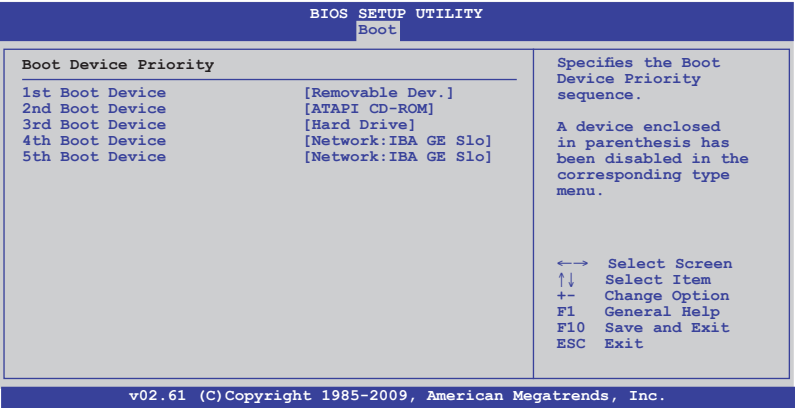 BIOS SETUP UTILITY
Boot
Boot Device Priority
1st Boot Device [Removable Dev.]
2nd Boot Device [ATAPI CD-ROM]
3rd Boot Device [Hard Drive]
4th Boot Device [Network:IBA GE Slo]
5th Boot Device [Network:IBA GE Slo]
Specifies the Boot
Device Priority
sequence.
A device enclosed
in parenthesis has
been disabled in the
corresponding type
menu.
←→ Select Screen
↑↓ Select Item
+- Change Option
F1 General Help
F10 Save and Exit
ESC Exit
v02.61 (C)Copyright 1985-2009, American Megatrends, Inc.